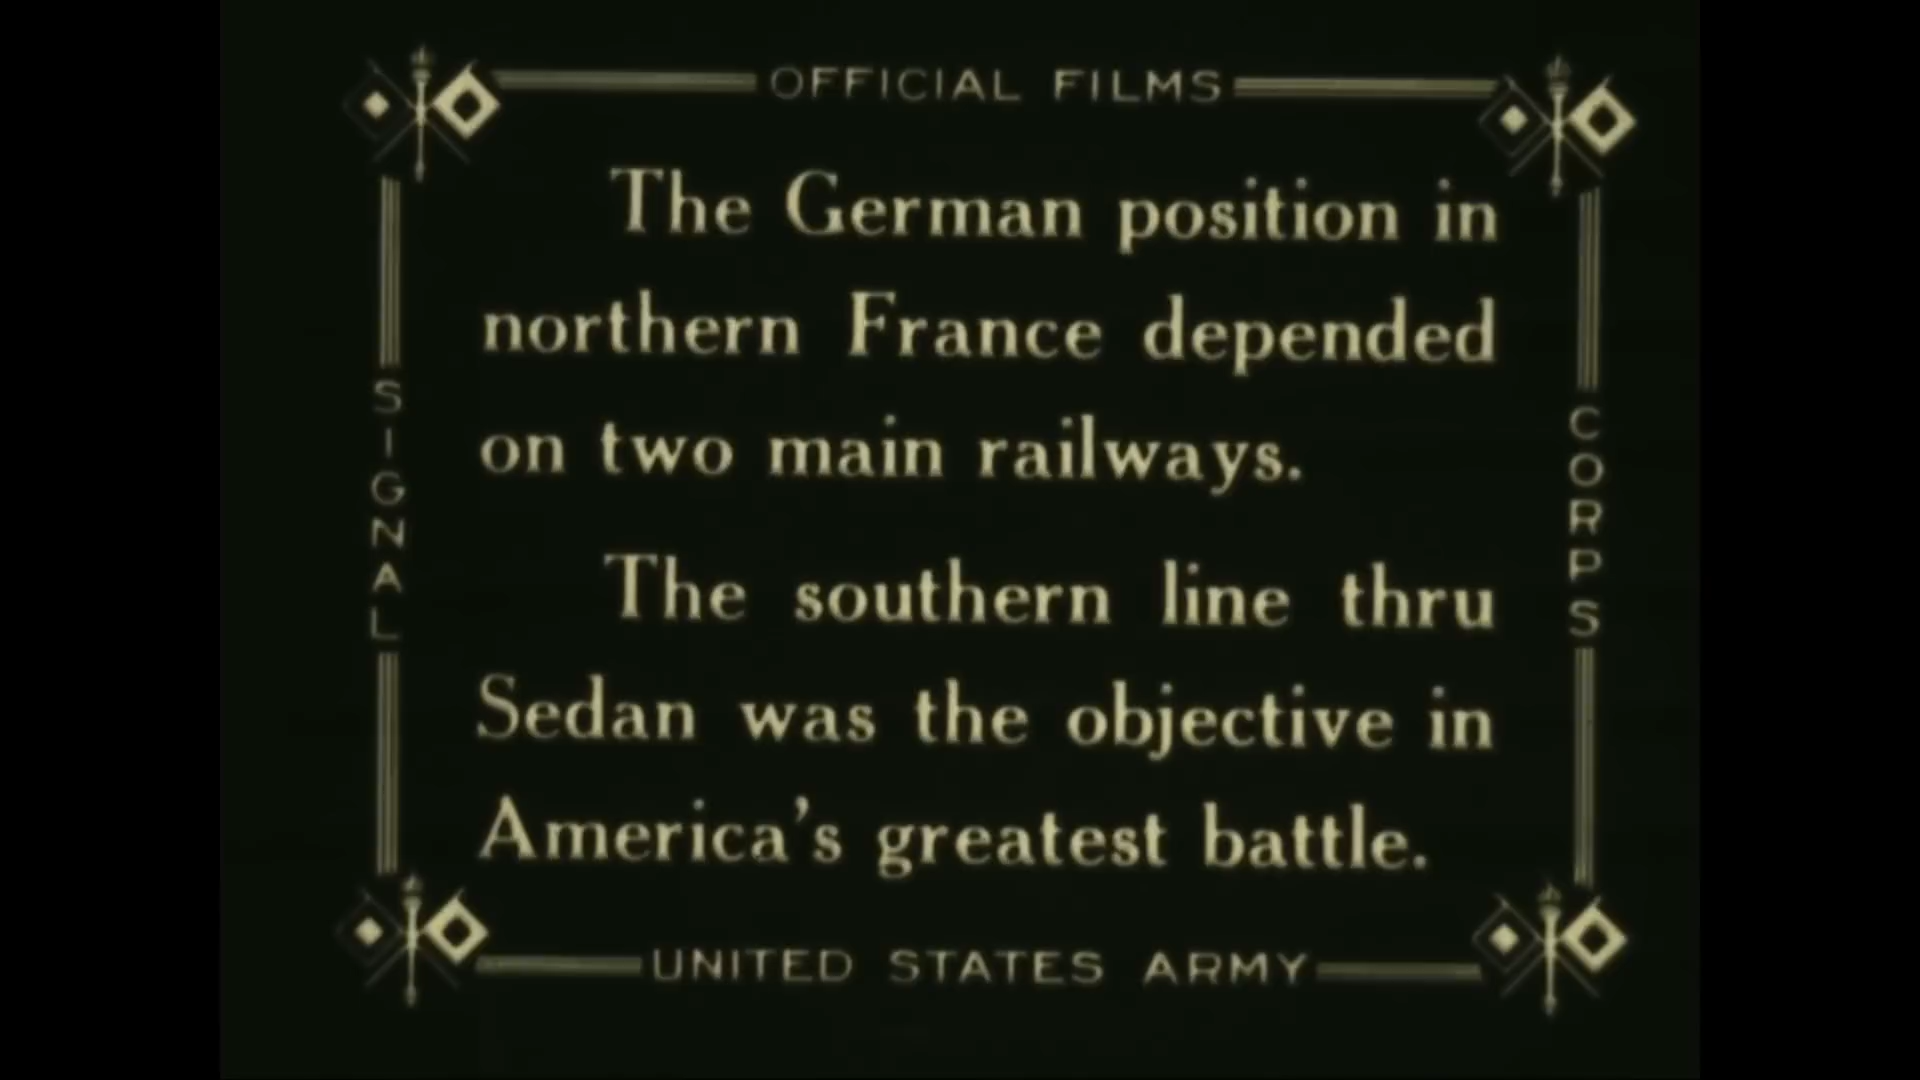 OFFICIAL FILMS
The German position in
northern France depended
on two main railways.
The southern line thru
Sedan was the objective in
America's greatest battle.
SIGNAL
CORPS
UNITED STATES ARMY